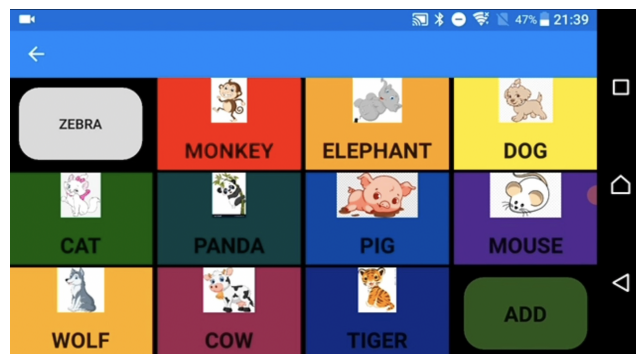 47% 21:39
ZEBRA MONKEY ELEPHANT DOG
CAT PANDA PIG MOUSE
WOLF COW TIGER ADD